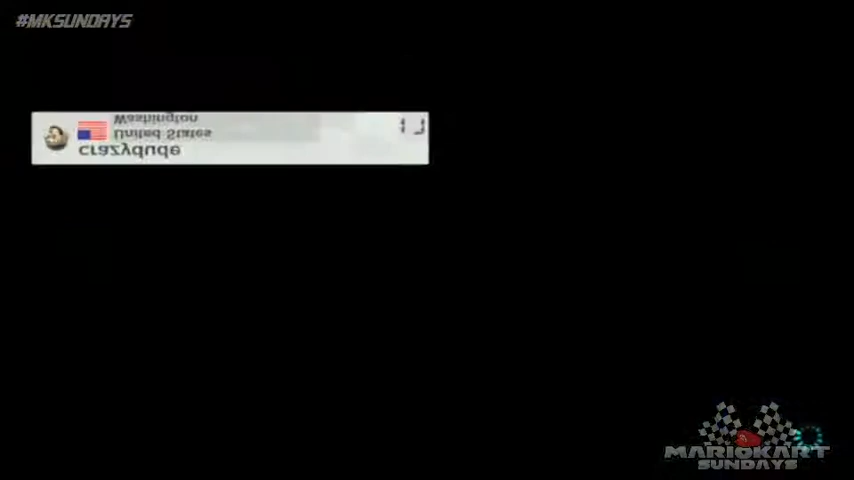 #MKSUNDAYS
Washington
United States
crazydude
MARIOKART
SUNDAYS